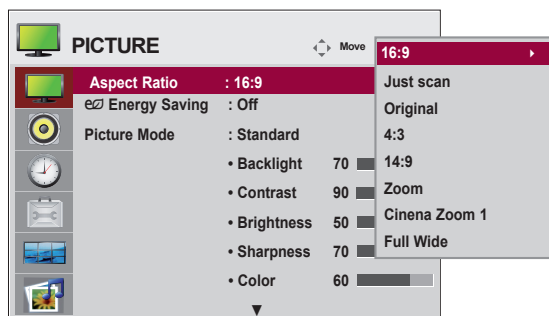 PICTURE
Move
Aspect Ratio : 16:9
Energy Saving : Off
Picture Mode : Standard
• Backlight 70
• Contrast 90
• Brightness 50
• Sharpness 70
• Color 60
16:9
Just scan
Original
4:3
14:9
Zoom
Cinena Zoom 1
Full Wide